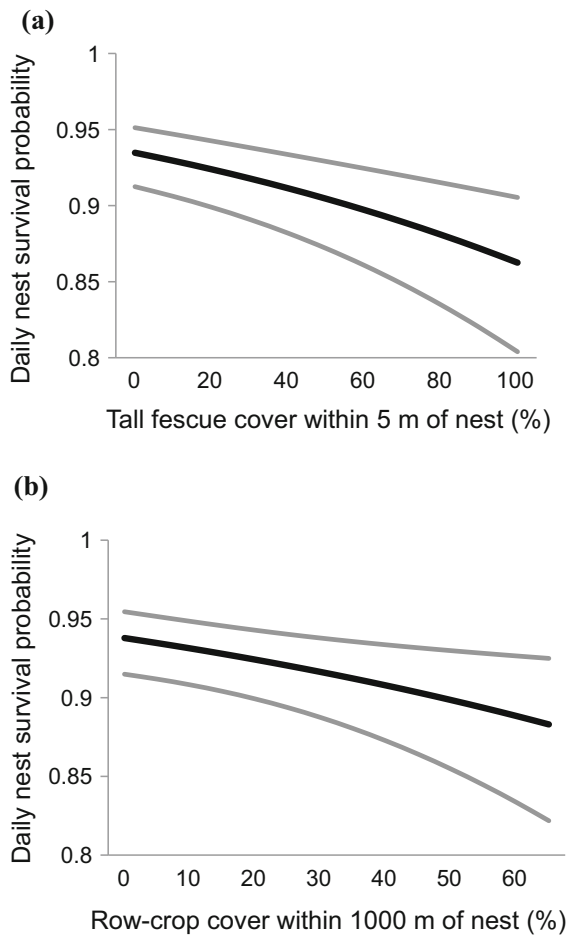 (a)
1
0.95
0.9
0.85
0.8
Daily nest survival probability
0 20 40 60 80 100
Tall fescue cover within 5 m of nest (%)
(b)
1
0.95
0.9
0.85
0.8
Daily nest survival probability
0 10 20 30 40 50 60
Row-crop cover within 1000 m of nest (%)